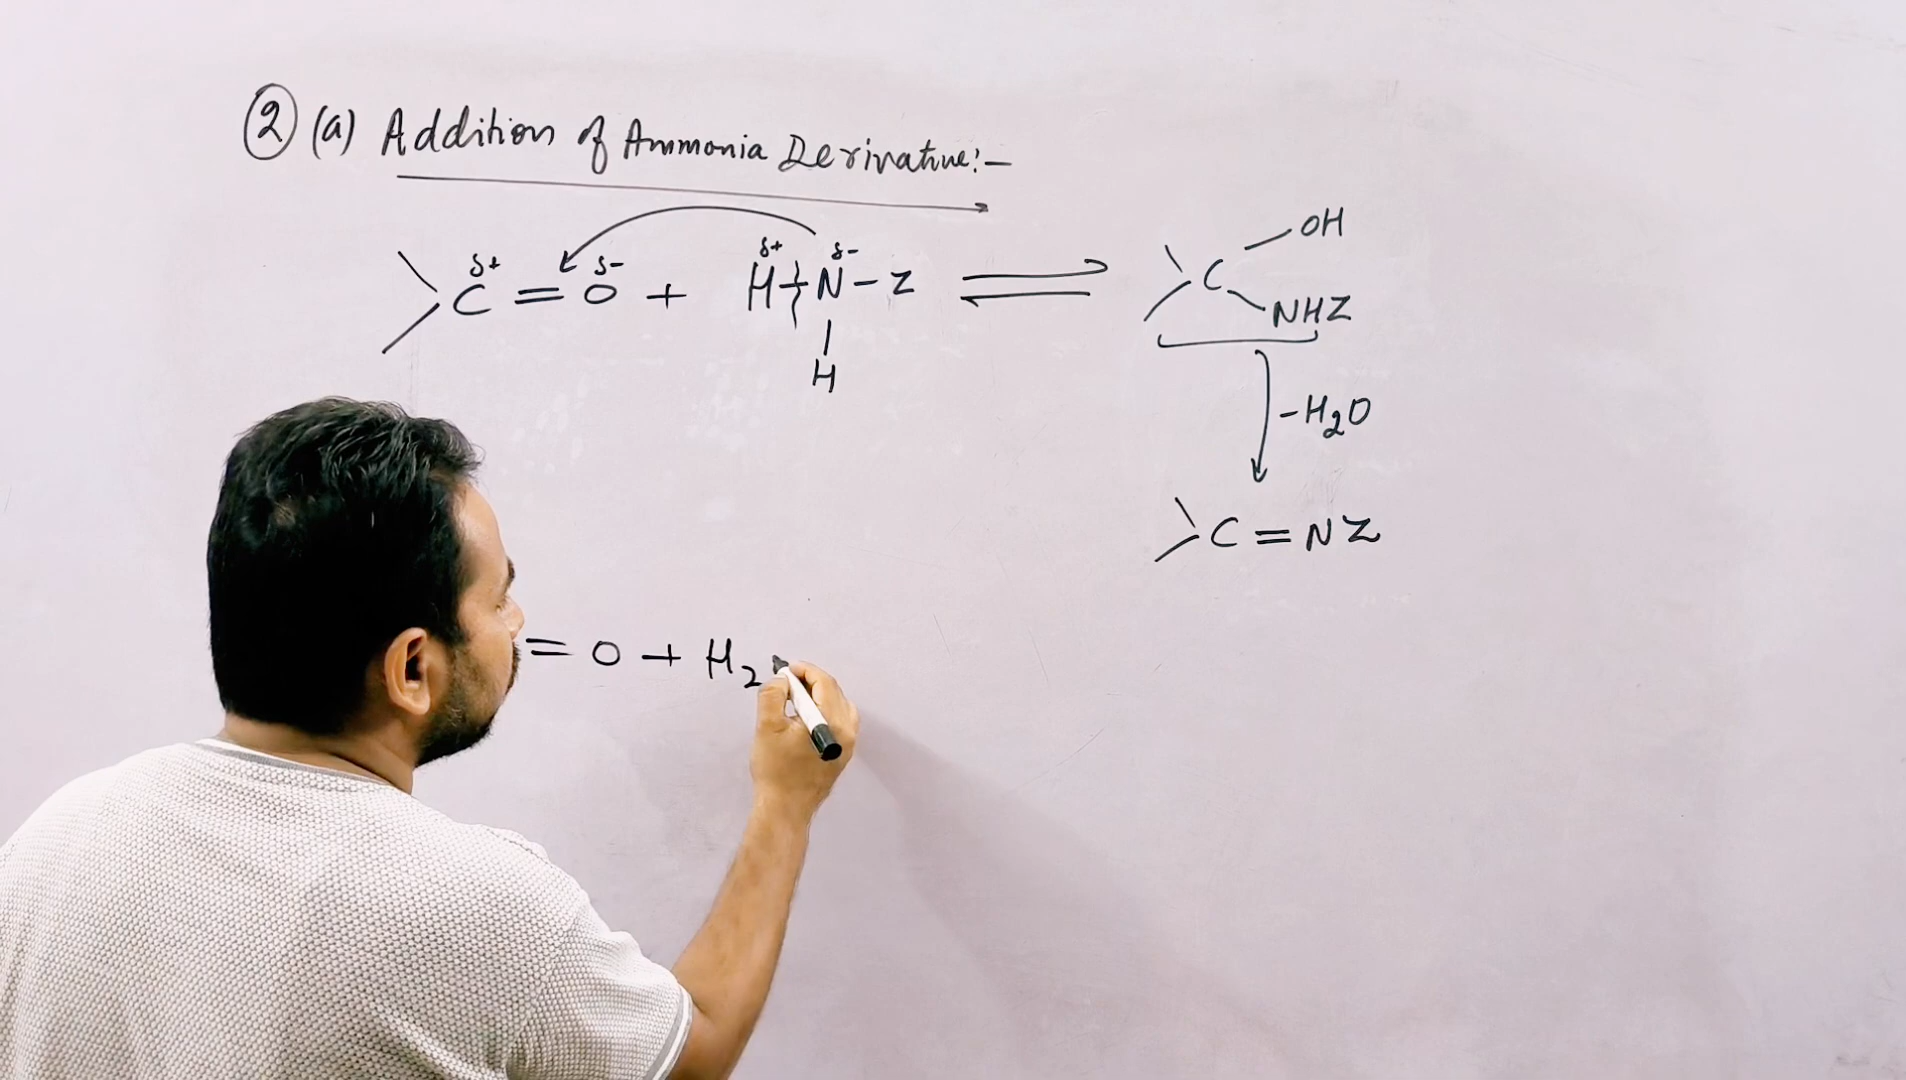 ② (a) Addition of Ammonia Derivative:-
δ+ δ- δ+ δ-
C = O + H + N - Z ⇌ C - OH
NHZ
H
-H₂O
C = NZ
= O + H₂